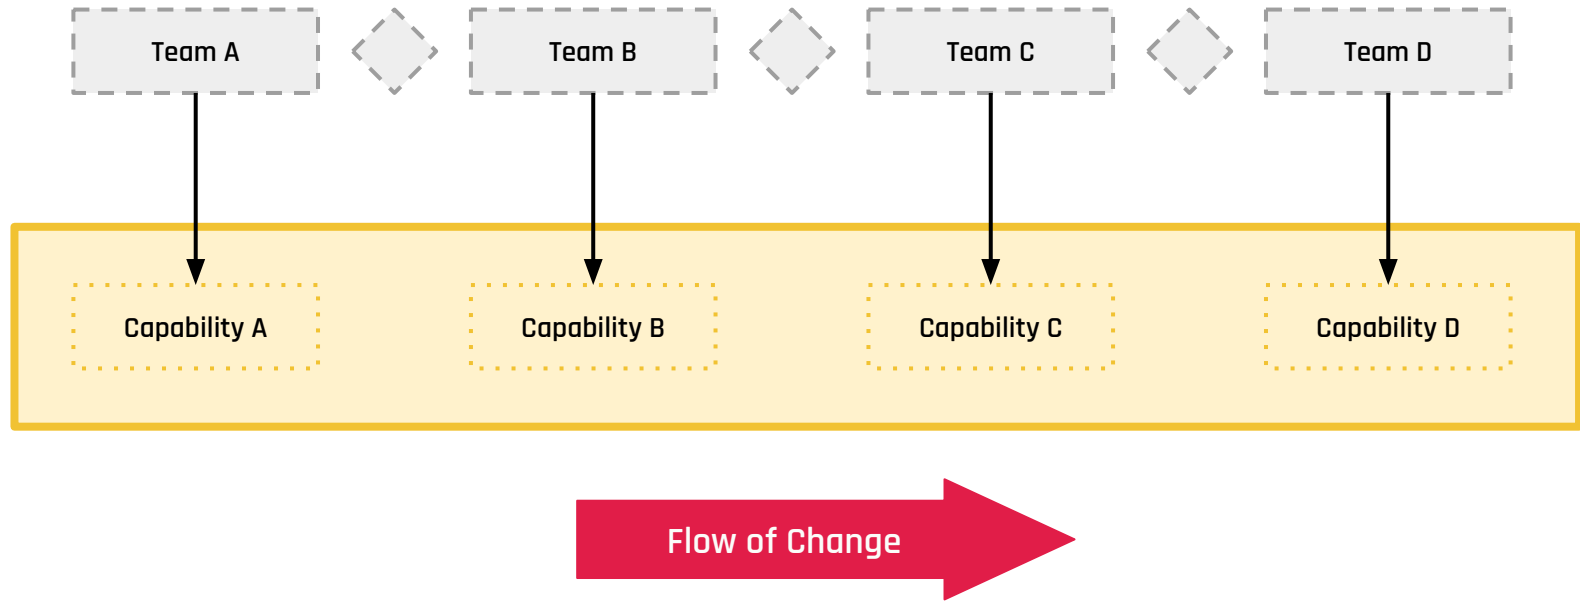 Team A
Team B
Team C
Team D
Capability A
Capability B
Capability C
Capability D
Flow of Change